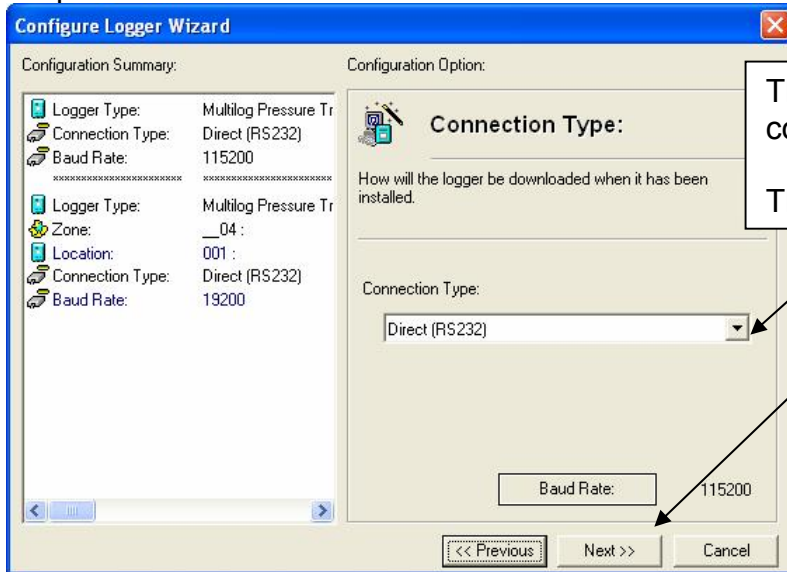 Configure Logger Wizard
Configuration Summary:
Logger Type: Multilog Pressure Tr
Connection Type: Direct (RS232)
Baud Rate: 115200
********************** **********************
Logger Type: Multilog Pressure Tr
Zone: __04 :
Location: 001 :
Connection Type: Direct (RS232)
Baud Rate: 19200
Configuration Option:
Connection Type:
How will the logger be downloaded when it has been
installed.
Connection Type:
Direct (RS232)
Baud Rate: 115200
<< Previous Next >> Cancel
T
co
T